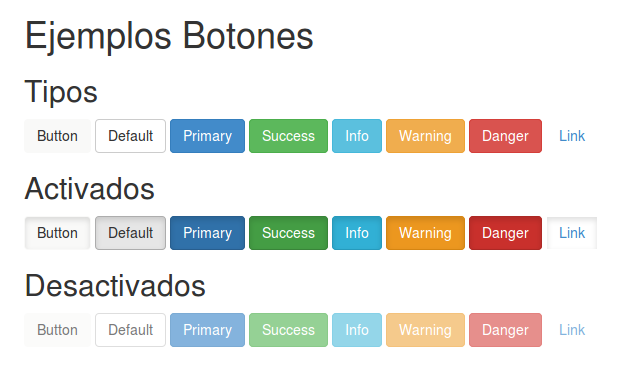 Ejemplos Botones
Tipos
Button Default Primary Success Info Warning Danger Link
Activados
Button Default Primary Success Info Warning Danger Link
Desactivados
Button Default Primary Success Info Warning Danger Link